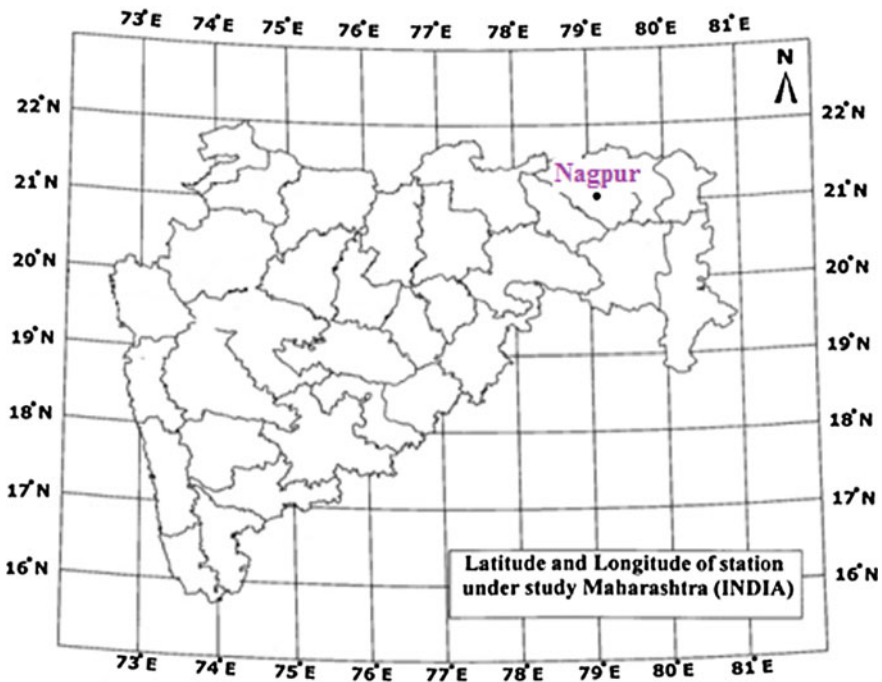 73°E 74°E 75°E 76°E 77°E 78°E 79°E 80°E 81°E
N
22°N 22°N
21°N 21°N
Nagpur
20°N 20°N
19°N 19°N
18°N 18°N
17°N 17°N
16°N 16°N
Latitude and Longitude of station
under study Maharashtra (INDIA)
73°E 74°E 75°E 76°E 77°E 78°E 79°E 80°E 81°E